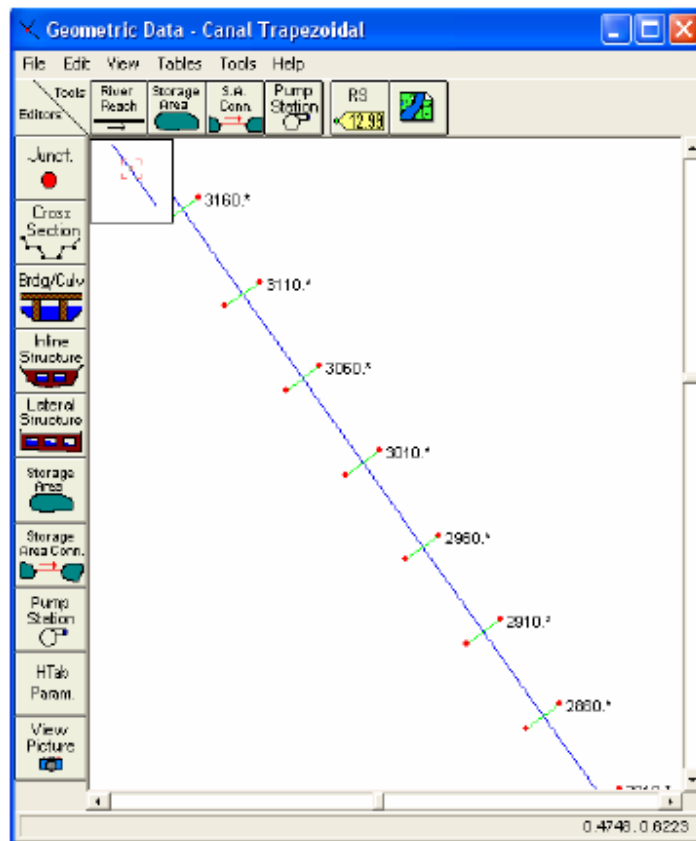 Geometric Data - Canal Trapezoidal
File Edit View Tables Tools Help
Tools
Editors
River
Reach
Storage
Area
S.A.
Conn.
Pump
Station
RS
12.99
Junct.
Cross
Section
Brdg/Culv
Inline
Structure
Lateral
Structure
Storage
Area
Storage
Area Conn.
Pump
Station
HTab
Param.
View
Picture
3160.*
3110.*
3060.*
3010.*
2960.*
2910.*
2860.*
0.4746, 0.6223